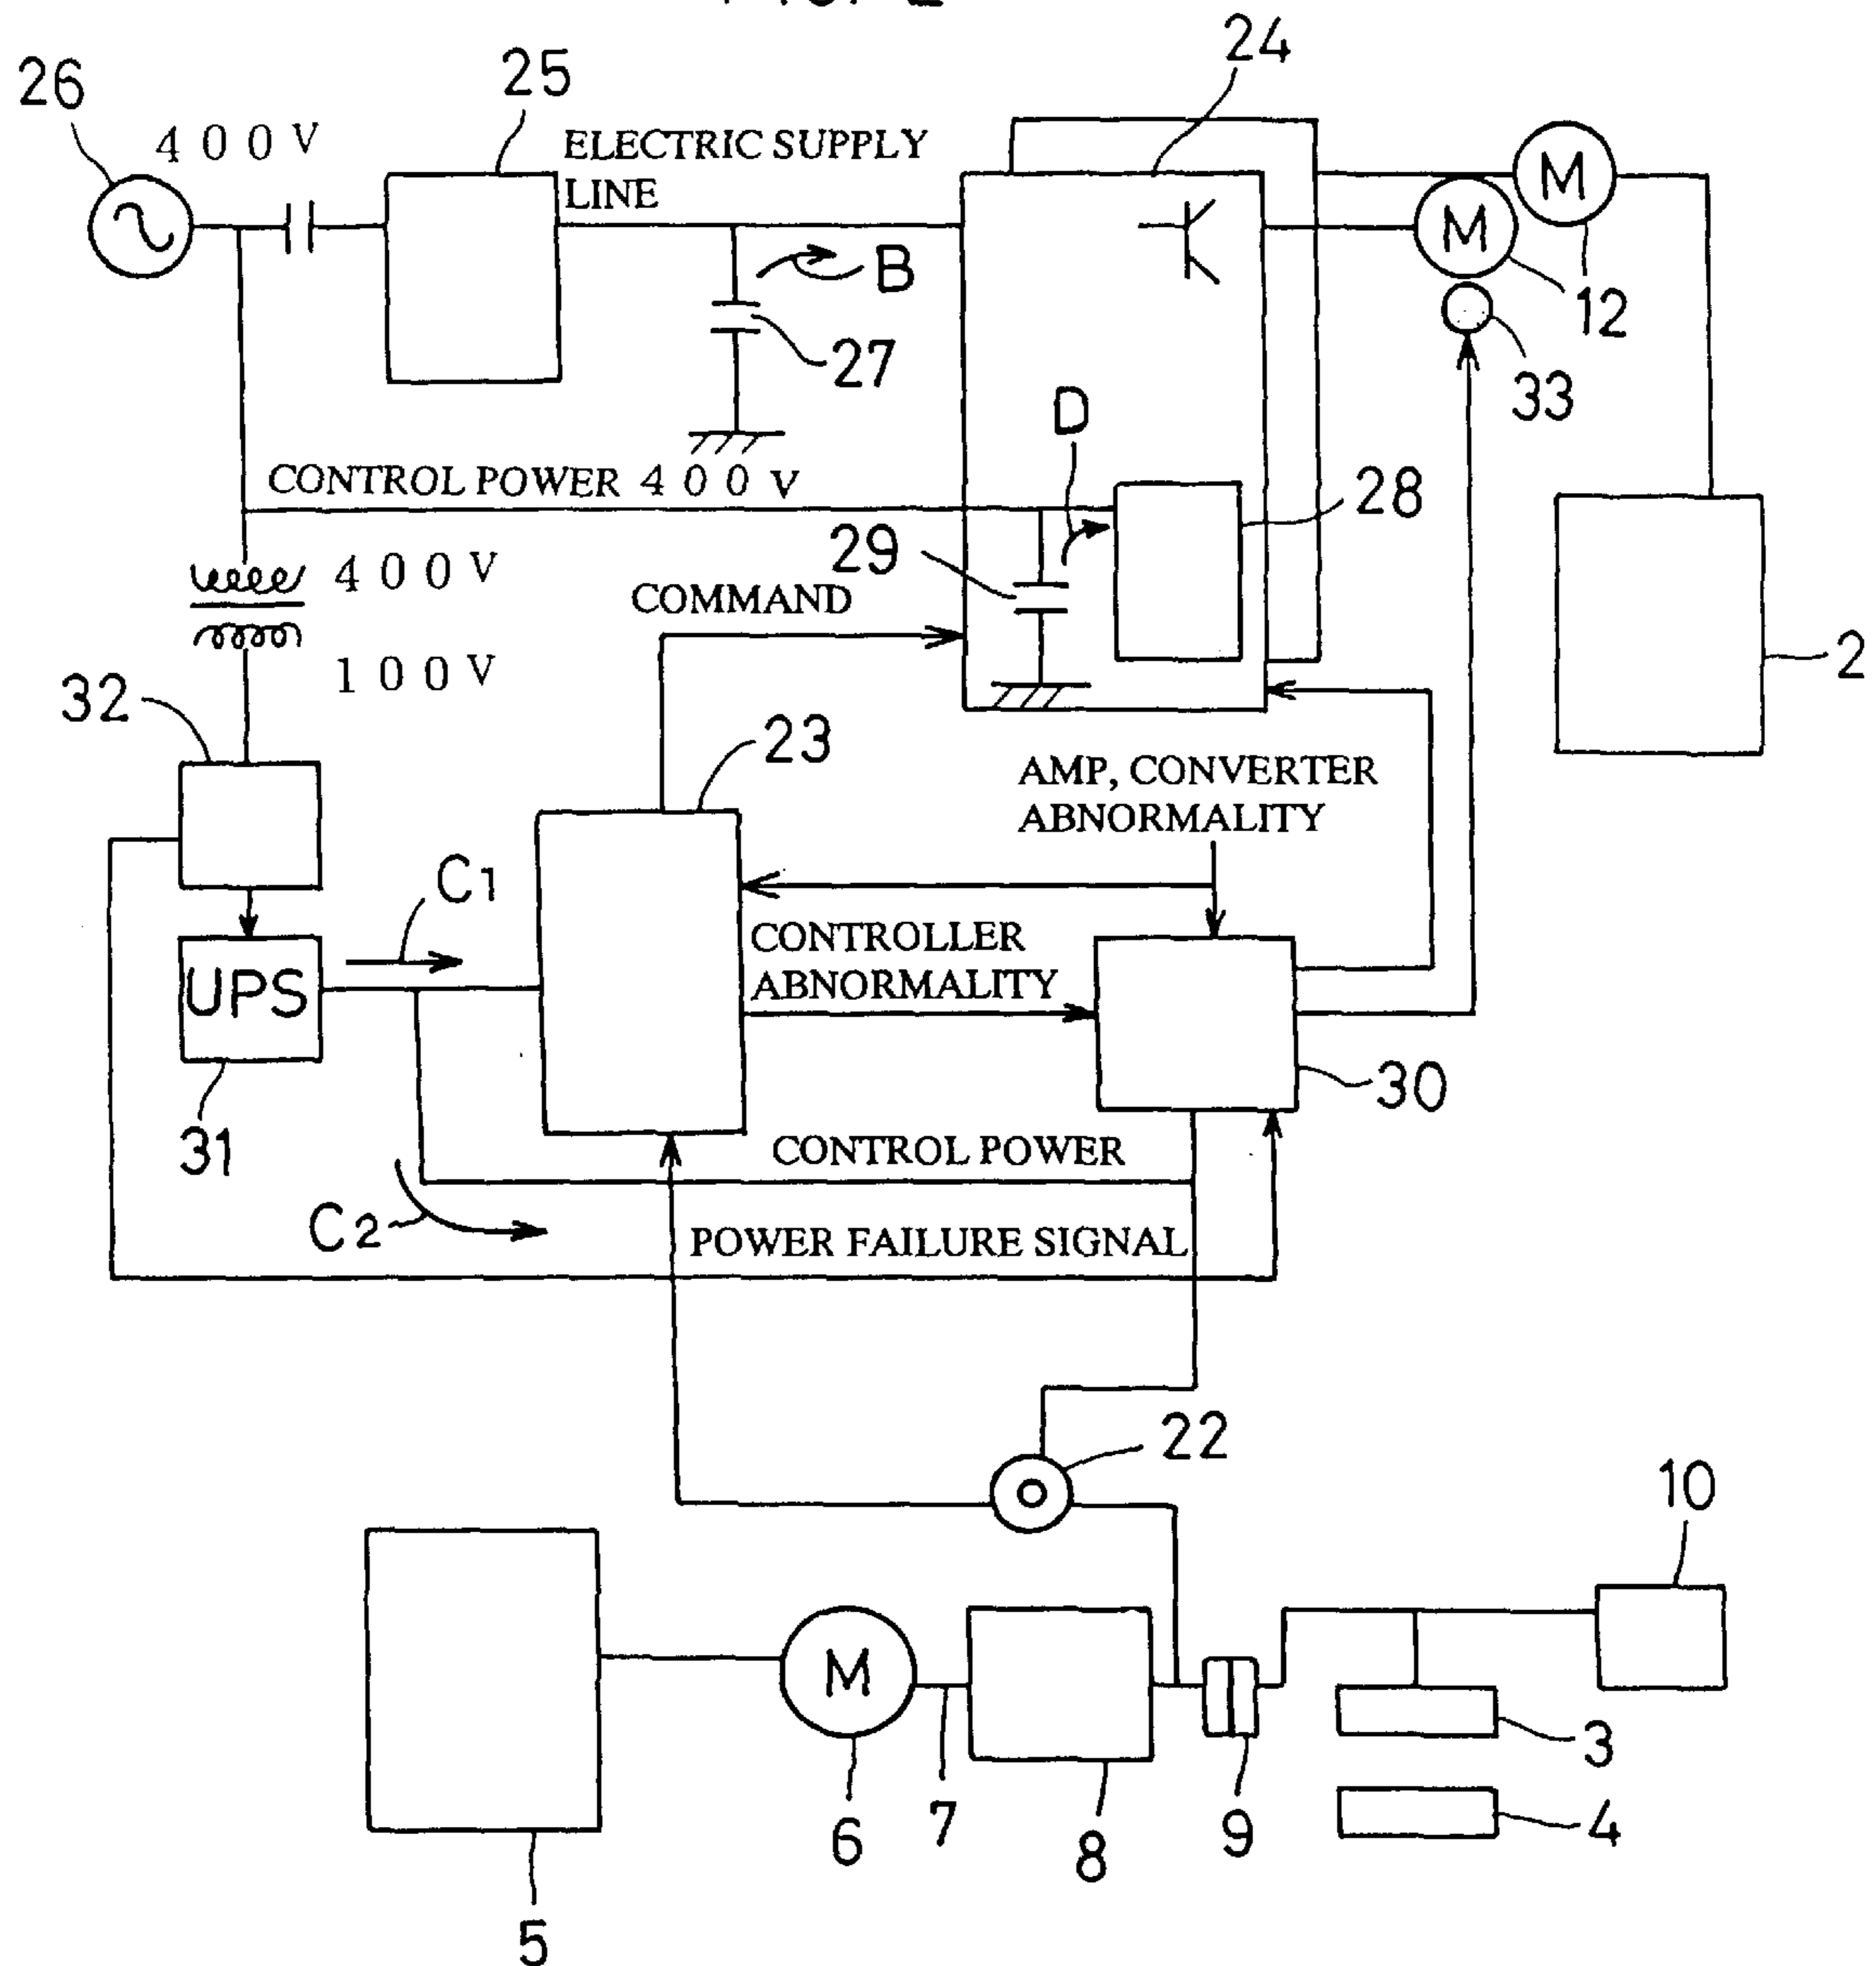 24
26
25
400V
ELECTRIC SUPPLY
LINE
M
M
B
12
27
33
D
CONTROL POWER 400V
28
29
400V
COMMAND
100V
2
32
23
AMP, CONVERTER
ABNORMALITY
C1
CONTROLLER
ABNORMALITY
UPS
30
31
CONTROL POWER
C2
POWER FAILURE SIGNAL
22
10
M
3
4
6
7
8
9
5